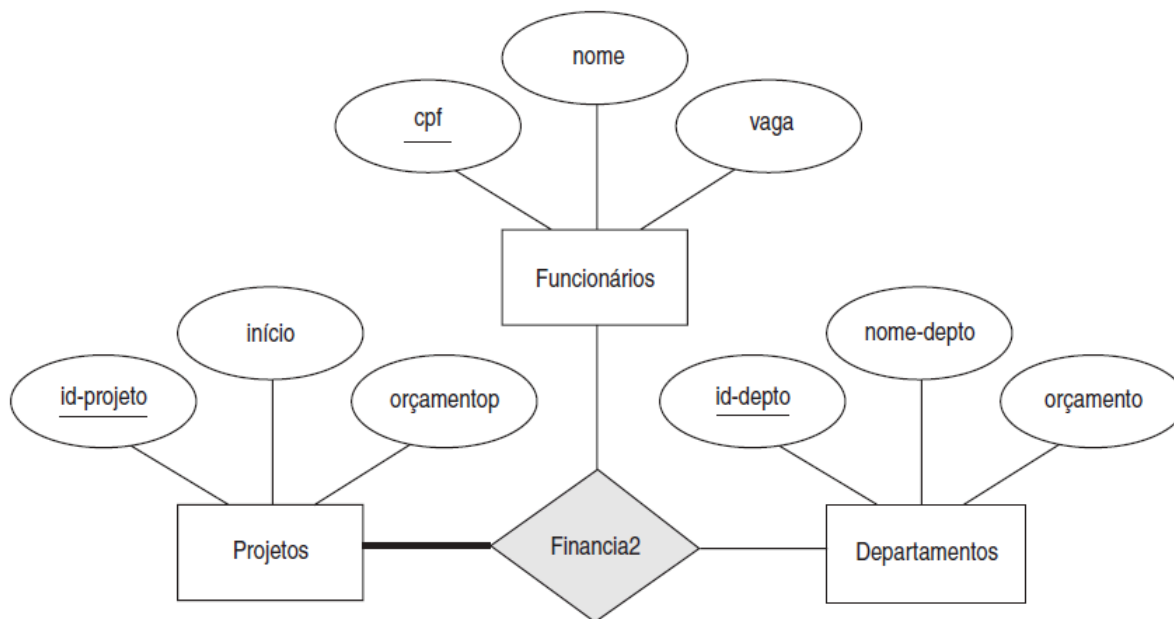 nome
cpf
vaga
Funcionários
início
nome-depto
id-projeto
orçamentop
id-depto
orçamento
Projetos
Financia2
Departamentos